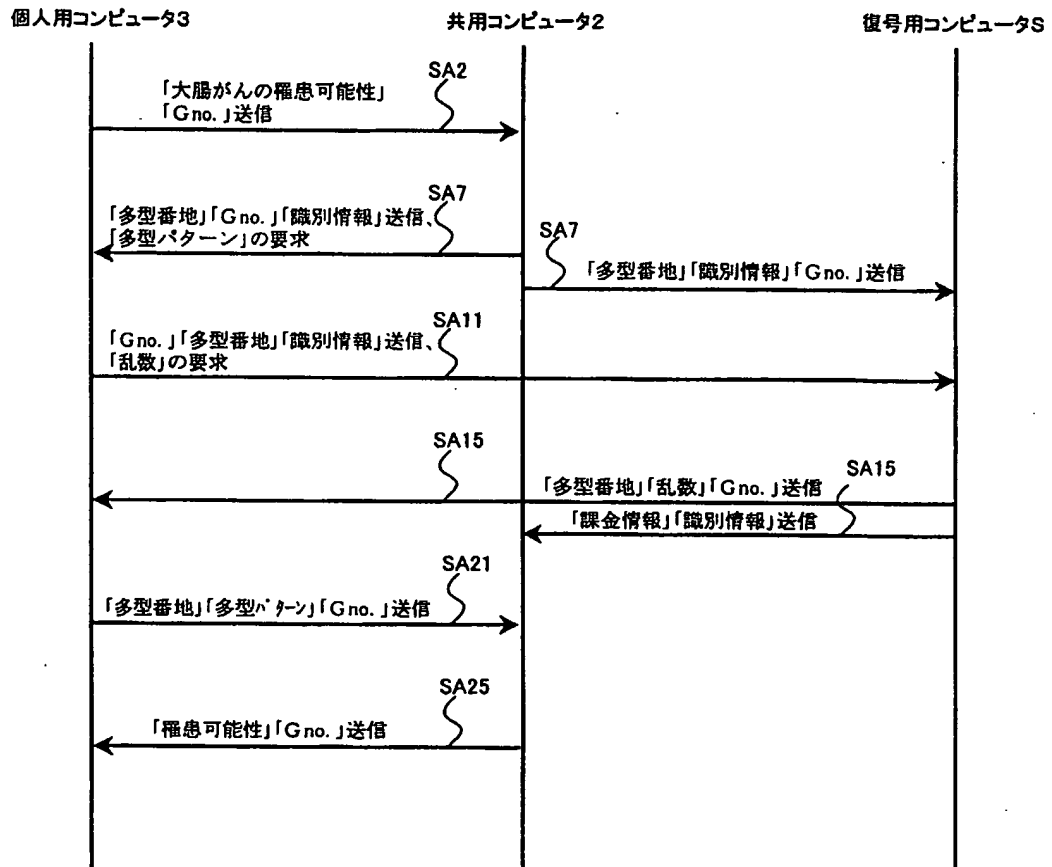 個人用コンピュータ3
共用コンピュータ2
復号用コンピュータS
SA2
「大腸がんの罹患可能性」
「Gno.」送信
SA7
「多型番地」「Gno.」「識別情報」送信、
「多型パターン」の要求
SA7
「多型番地」「識別情報」「Gno.」送信
SA11
「Gno.」「多型番地」「識別情報」送信、
「乱数」の要求
SA15
SA15
「多型番地」「乱数」「Gno.」送信
「課金情報」「識別情報」送信
SA21
「多型番地」「多型パターン」「Gno.」送信
SA25
「罹患可能性」「Gno.」送信